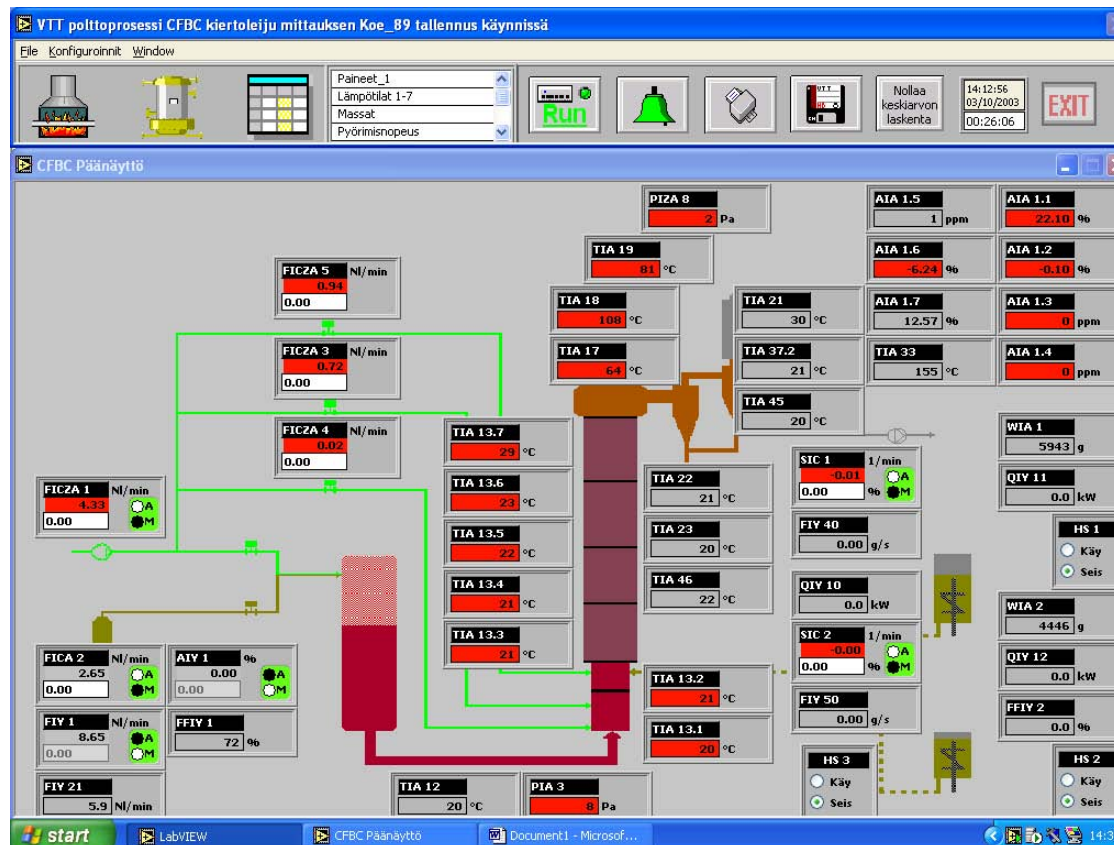 VTT polttoprosessi CFBC kiertoleiju mittauksen Koe_89 tallennus käynnissä
File Konfiguroinnit Window
Paineet_1
Lämpötilat 1-7
Massat
Pyörimisnopeus
Run
VTT
Nollaa
keskiarvon
laskenta
14:12:56
03/10/2003
00:26:06
EXIT
CFBC Päänäyttö
PIZA 8
2 Pa
AIA 1.5
1 ppm
AIA 1.1
22.10 %
TIA 19
81 °C
AIA 1.6
-6.24 %
AIA 1.2
-0.10 %
FICZA 5 Nl/min
0.94
0.00
TIA 18
108 °C
TIA 21
30 °C
AIA 1.7
12.57 %
AIA 1.3
0 ppm
FICZA 3 Nl/min
0.72
0.00
TIA 17
64 °C
TIA 37.2
21 °C
TIA 33
155 °C
AIA 1.4
0 ppm
TIA 45
20 °C
FICZA 4 Nl/min
0.02
0.00
TIA 13.7
29 °C
WIA 1
5943 g
SIC 1 1/min
-0.01 A
0.00 % M
FICZA 1 Nl/min
4.33 A
0.00 M
TIA 13.6
23 °C
TIA 22
21 °C
QIY 11
0.0 kW
TIA 13.5
22 °C
TIA 23
20 °C
FIY 40
0.00 g/s
HS 1
Käy
Seis
TIA 13.4
21 °C
TIA 46
22 °C
QIY 10
0.0 kW
WIA 2
4446 g
TIA 13.3
21 °C
SIC 2 1/min
-0.00 A
0.00 % M
FICA 2 Nl/min
2.65 A
0.00 M
AIY 1 %
0.00 A
0.00 M
QIY 12
0.0 kW
TIA 13.2
21 °C
FIY 50
0.00 g/s
FIY 1 Nl/min
8.65 A
0.00 M
FFIY 1
72 %
TIA 13.1
20 °C
FFIY 2
0.0 %
HS 3
Käy
Seis
HS 2
Käy
Seis
FIY 21
5.9 Nl/min
TIA 12
20 °C
PIA 3
8 Pa
start
LabVIEW
CFBC Päänäyttö
Document1 - Microsof...
14:3